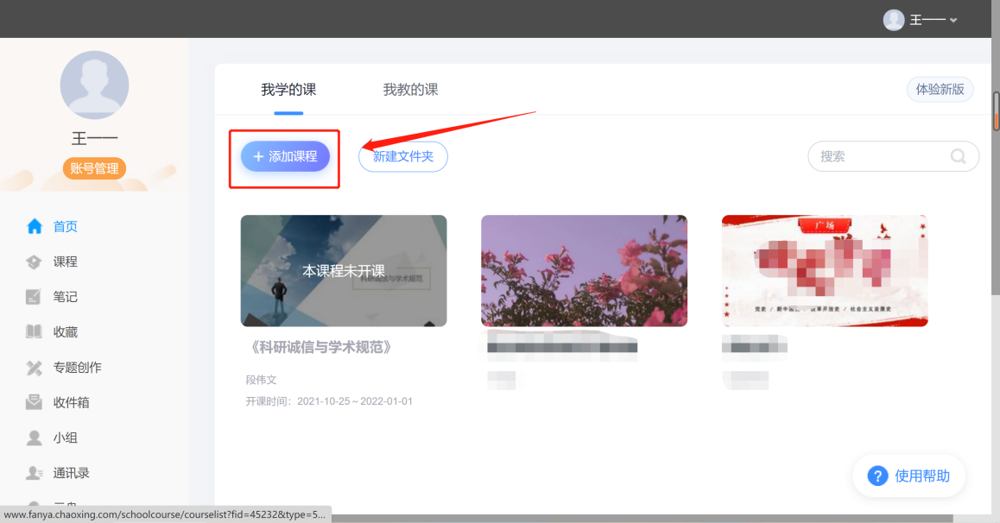 王一一
王一一
账号管理
首页
课程
笔记
收藏
专题创作
收件箱
小组
通讯录
我学的课
我教的课
体验新版
+ 添加课程
新建文件夹
搜索
本课程未开课
科研诚信与学术规范
《科研诚信与学术规范》
段伟文
开课时间：2021-10-25～2022-01-01
广场
党史 / 新中国史 / 改革开放史 / 社会主义发展史
? 使用帮助
www.fanya.chaoxing.com/schoolcourse/courselist?fid=45232&type=5...